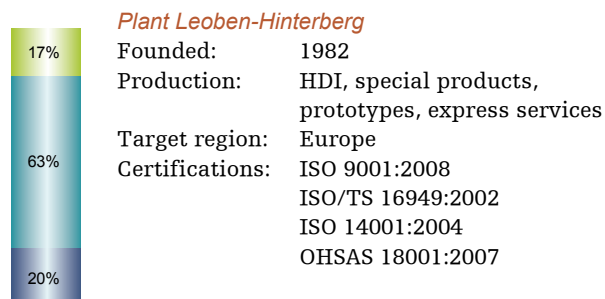 17%
63%
20%
Plant Leoben-Hinterberg
Founded: 1982
Production: HDI, special products,
prototypes, express services
Target region: Europe
Certifications: ISO 9001:2008
ISO/TS 16949:2002
ISO 14001:2004
OHSAS 18001:2007